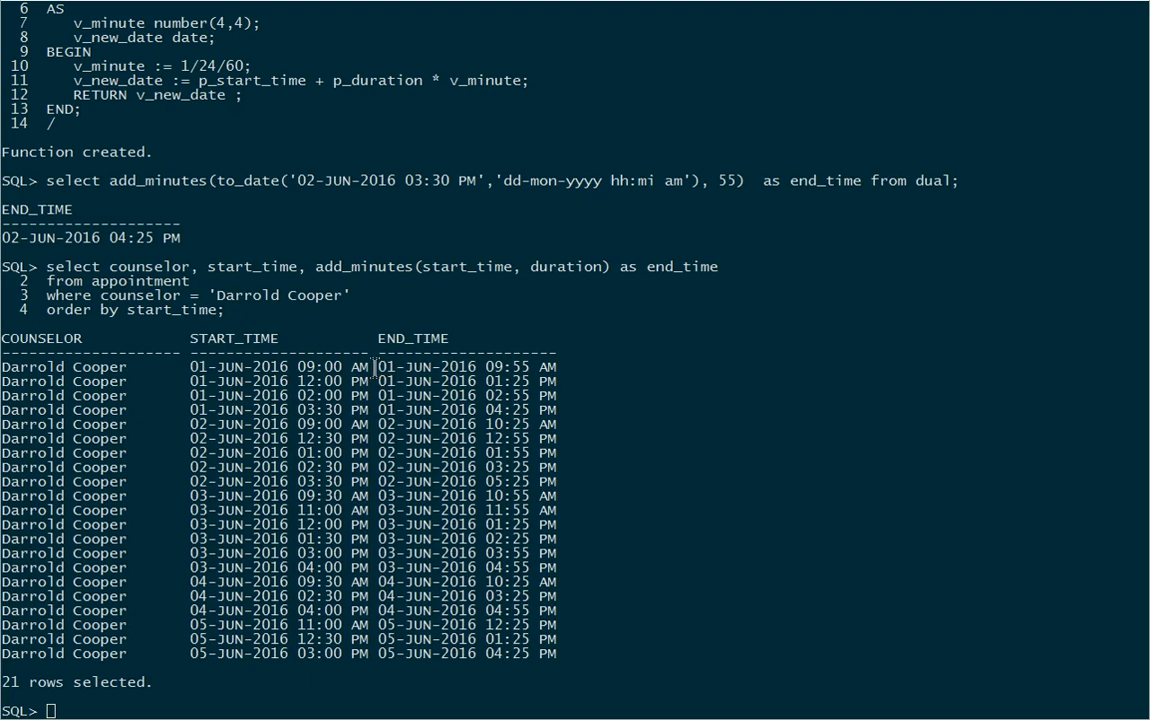 6  AS
7     v_minute number(4,4);
8     v_new_date date;
9  BEGIN
10     v_minute := 1/24/60;
11     v_new_date := p_start_time + p_duration * v_minute;
12     RETURN v_new_date ;
13  END;
14  /
Function created.
SQL> select add_minutes(to_date('02-JUN-2016 03:30 PM','dd-mon-yyyy hh:mi am'), 55)  as end_time from dual;
END_TIME
--------------------
02-JUN-2016 04:25 PM
SQL> select counselor, start_time, add_minutes(start_time, duration) as end_time
2  from appointment
3  where counselor = 'Darrold Cooper'
4  order by start_time;
COUNSELOR            START_TIME           END_TIME
-------------------- -------------------- --------------------
Darrold Cooper       01-JUN-2016 09:00 AM 01-JUN-2016 09:55 AM
Darrold Cooper       01-JUN-2016 12:00 PM 01-JUN-2016 01:25 PM
Darrold Cooper       01-JUN-2016 02:00 PM 01-JUN-2016 02:55 PM
Darrold Cooper       01-JUN-2016 03:30 PM 01-JUN-2016 04:25 PM
Darrold Cooper       02-JUN-2016 09:00 AM 02-JUN-2016 10:25 AM
Darrold Cooper       02-JUN-2016 12:30 PM 02-JUN-2016 12:55 PM
Darrold Cooper       02-JUN-2016 01:00 PM 02-JUN-2016 01:55 PM
Darrold Cooper       02-JUN-2016 02:30 PM 02-JUN-2016 03:25 PM
Darrold Cooper       02-JUN-2016 03:30 PM 02-JUN-2016 05:25 PM
Darrold Cooper       03-JUN-2016 09:30 AM 03-JUN-2016 10:55 AM
Darrold Cooper       03-JUN-2016 11:00 AM 03-JUN-2016 11:55 AM
Darrold Cooper       03-JUN-2016 12:00 PM 03-JUN-2016 01:25 PM
Darrold Cooper       03-JUN-2016 01:30 PM 03-JUN-2016 02:25 PM
Darrold Cooper       03-JUN-2016 03:00 PM 03-JUN-2016 03:55 PM
Darrold Cooper       03-JUN-2016 04:00 PM 03-JUN-2016 04:55 PM
Darrold Cooper       04-JUN-2016 09:30 AM 04-JUN-2016 10:25 AM
Darrold Cooper       04-JUN-2016 02:30 PM 04-JUN-2016 03:25 PM
Darrold Cooper       04-JUN-2016 04:00 PM 04-JUN-2016 04:55 PM
Darrold Cooper       05-JUN-2016 11:00 AM 05-JUN-2016 12:25 PM
Darrold Cooper       05-JUN-2016 12:30 PM 05-JUN-2016 01:25 PM
Darrold Cooper       05-JUN-2016 03:00 PM 05-JUN-2016 04:25 PM
21 rows selected.
SQL>